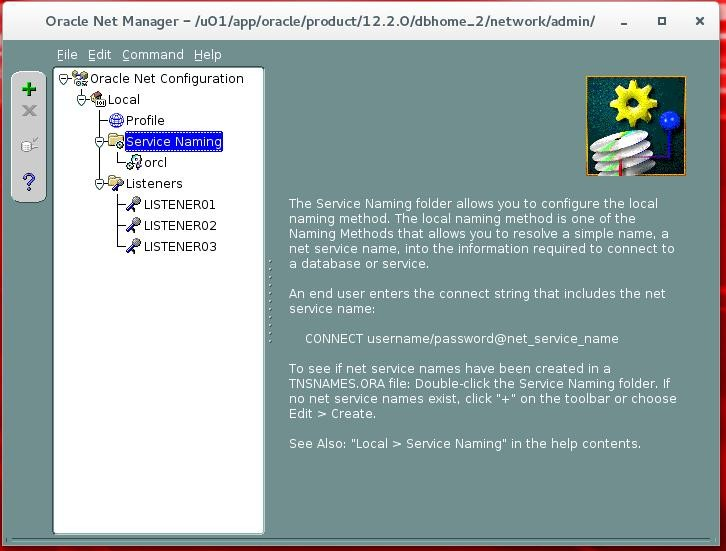 Oracle Net Manager – /u01/app/oracle/product/12.2.0/dbhome_2/network/admin/
File Edit Command Help
Oracle Net Configuration
Local
Profile
Service Naming
orcl
Listeners
LISTENER01
LISTENER02
LISTENER03
The Service Naming folder allows you to configure the local
naming method. The local naming method is one of the
Naming Methods that allows you to resolve a simple name, a
net service name, into the information required to connect to
a database or service.
An end user enters the connect string that includes the net
service name:
CONNECT username/password@net_service_name
To see if net service names have been created in a
TNSNAMES.ORA file: Double-click the Service Naming folder. If
no net service names exist, click "+" on the toolbar or choose
Edit > Create.
See Also: "Local > Service Naming" in the help contents.